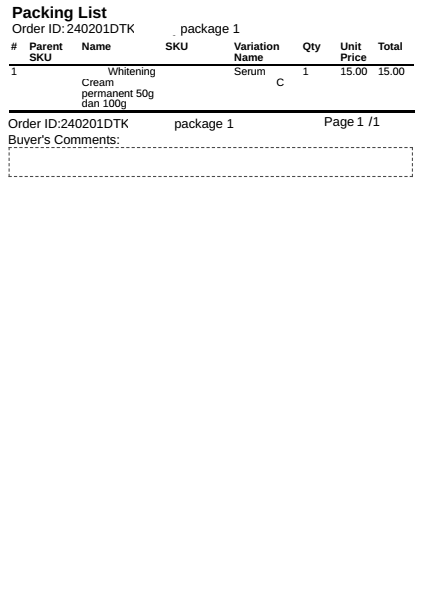 Packing List
Order ID: 240201DTK package 1
# Parent SKU Name SKU Variation Name Qty Unit Price Total
1 Whitening Cream permanent 50g dan 100g Serum C 1 15.00 15.00
Order ID:240201DTK package 1 Page 1 /1
Buyer's Comments: